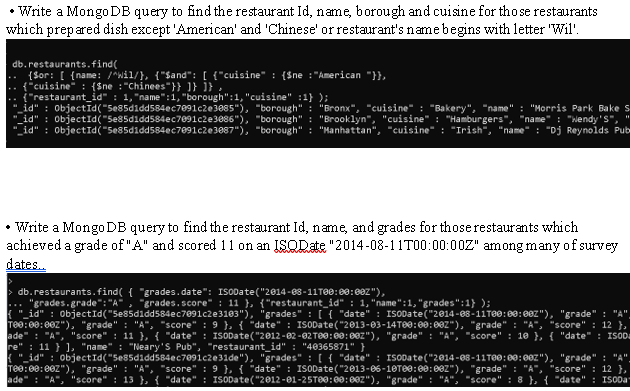 • Write a MongoDB query to find the restaurant Id, name, borough and cuisine for those restaurants
which prepared dish except 'American' and 'Chinese' or restaurant's name begins with letter 'Wil'.
db.restaurants.find(
.. {$or: [ {name: /^Wil/}, {"$and": [ {"cuisine" : {$ne :"American "}},
.. {"cuisine" : {$ne :"Chinees"}} ]} ]} ,
.. {"restaurant_id" : 1,"name":1,"borough":1,"cuisine" :1} );
"_id" : ObjectId("5e85d1dd584ec7091c2e3085"), "borough" : "Bronx", "cuisine" : "Bakery", "name" : "Morris Park Bake S
"_id" : ObjectId("5e85d1dd584ec7091c2e3086"), "borough" : "Brooklyn", "cuisine" : "Hamburgers", "name" : "Wendy'S", "
"_id" : ObjectId("5e85d1dd584ec7091c2e3087"), "borough" : "Manhattan", "cuisine" : "Irish", "name" : "Dj Reynolds Pub
• Write a MongoDB query to find the restaurant Id, name, and grades for those restaurants which
achieved a grade of "A" and scored 11 on an ISODate "2014-08-11T00:00:00Z" among many of survey
dates..
>
> db.restaurants.find( { "grades.date": ISODate("2014-08-11T00:00:00Z"),
... "grades.grade":"A" , "grades.score" : 11 }, {"restaurant_id" : 1,"name":1,"grades":1} );
{ "_id" : ObjectId("5e85d1dd584ec7091c2e3103"), "grades" : [ { "date" : ISODate("2014-08-11T00:00:00Z"), "grade" : "A"
T00:00:00Z"), "grade" : "A", "score" : 9 }, { "date" : ISODate("2013-03-14T00:00:00Z"), "grade" : "A", "score" : 12 },
ade" : "A", "score" : 11 }, { "date" : ISODate("2012-02-02T00:00:00Z"), "grade" : "A", "score" : 10 }, { "date" : ISOD
>e" : 11 } ], "name" : "Neary'S Pub", "restaurant_id" : "40365871" }
{ "_id" : ObjectId("5e85d1dd584ec7091c2e31de"), "grades" : [ { "date" : ISODate("2014-08-11T00:00:00Z"), "grade" : "A"
T00:00:00Z"), "grade" : "A", "score" : 9 }, { "date" : ISODate("2013-06-10T00:00:00Z"), "grade" : "A", "score" : 12 },
ade" : "A", "score" : 13 }, { "date" : ISODate("2012-01-25T00:00:00Z"), "grade" : "A", "score" : 8 }, { "date" : ISODa